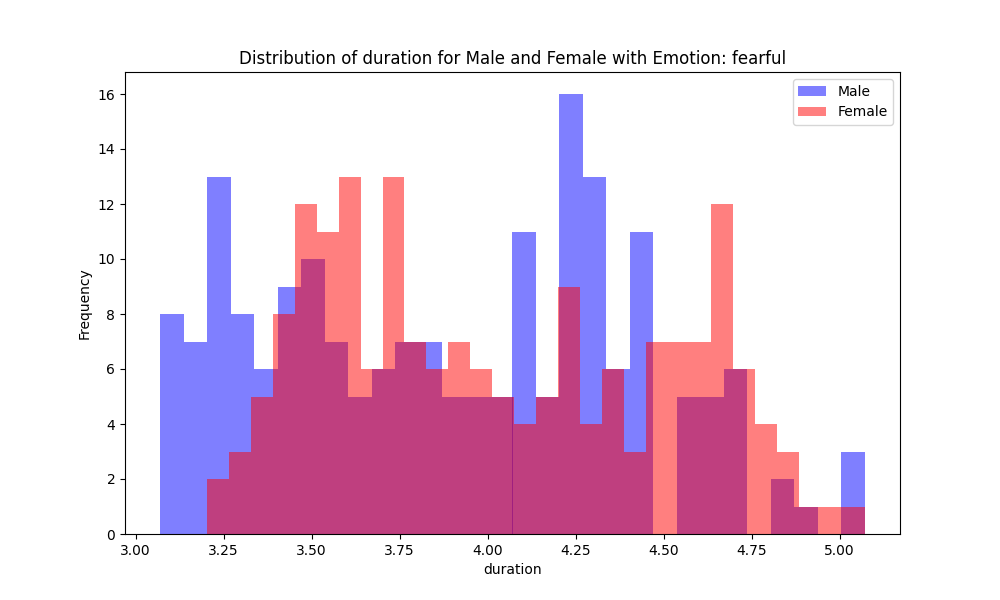 Distribution of duration for Male and Female with Emotion: fearful
Male
Female
Frequency
16
14
12
10
8
6
4
2
0
3.00 3.25 3.50 3.75 4.00 4.25 4.50 4.75 5.00
duration